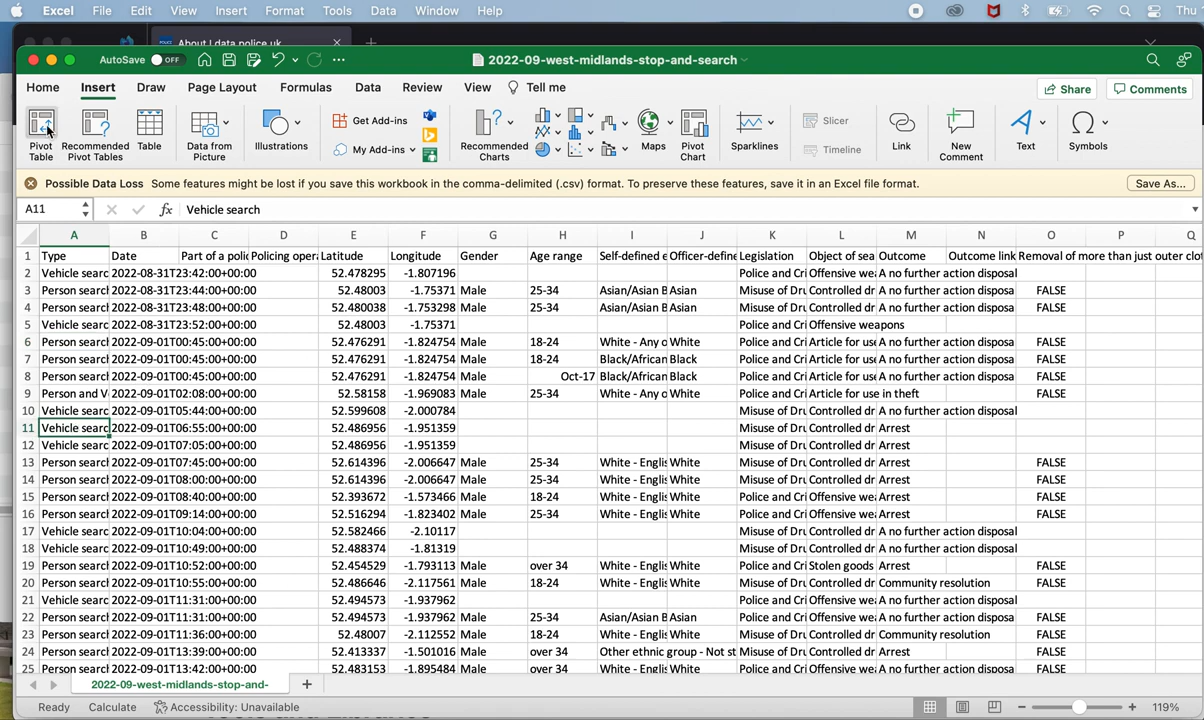 Excel File Edit View Insert Format Tools Data Window Help Thu
About | data.police.uk
AutoSave OFF 2022-09-west-midlands-stop-and-search
Home Insert Draw Page Layout Formulas Data Review View Tell me Share Comments
Pivot Table Recommended Pivot Tables Table Data from Picture Illustrations Get Add-ins My Add-ins Recommended Charts Maps Pivot Chart Sparklines Slicer Timeline Link New Comment Text Symbols
Possible Data Loss Some features might be lost if you save this workbook in the comma-delimited (.csv) format. To preserve these features, save it in an Excel file format. Save As...
A11 fx Vehicle search
A B C D E F G H I J K L M N O P Q
1 Type Date Part of a polic Policing opera Latitude Longitude Gender Age range Self-defined e Officer-define Legislation Object of sea Outcome Outcome link Removal of more than just outer clot
2 Vehicle searc 2022-08-31T23:42:00+00:00 52.478295 -1.807196 Police and Cri Offensive wea A no further action disposal
3 Person search 2022-08-31T23:44:00+00:00 52.48003 -1.75371 Male 25-34 Asian/Asian B Asian Misuse of Dru Controlled dr A no further action disposa FALSE
4 Person search 2022-08-31T23:48:00+00:00 52.480038 -1.753298 Male 25-34 Asian/Asian B Asian Misuse of Dru Controlled dr A no further action disposa FALSE
5 Vehicle searc 2022-08-31T23:52:00+00:00 52.48003 -1.75371 Police and Cri Offensive weapons
6 Person search 2022-09-01T00:45:00+00:00 52.476291 -1.824754 Male 18-24 White - Any o White Police and Cri Article for use A no further action disposa FALSE
7 Person search 2022-09-01T00:45:00+00:00 52.476291 -1.824754 Male 18-24 Black/African Black Police and Cri Article for use A no further action disposa FALSE
8 Person search 2022-09-01T00:45:00+00:00 52.476291 -1.824754 Male Oct-17 Black/African Black Police and Cri Article for use A no further action disposa FALSE
9 Person and V 2022-09-01T02:08:00+00:00 52.58158 -1.969083 Male 25-34 White - Any o White Police and Cri Article for use in theft FALSE
10 Vehicle searc 2022-09-01T05:44:00+00:00 52.599608 -2.000784 Misuse of Dru Controlled dr A no further action disposal
11 Vehicle searc 2022-09-01T06:55:00+00:00 52.486956 -1.951359 Misuse of Dru Controlled dr Arrest
12 Vehicle searc 2022-09-01T07:05:00+00:00 52.486956 -1.951359 Misuse of Dru Controlled dr Arrest
13 Person search 2022-09-01T07:45:00+00:00 52.614396 -2.006647 Male 25-34 White - Englis White Misuse of Dru Controlled dr Arrest FALSE
14 Person search 2022-09-01T08:00:00+00:00 52.614396 -2.006647 Male 25-34 White - Englis White Misuse of Dru Controlled dr Arrest FALSE
15 Person search 2022-09-01T08:40:00+00:00 52.393672 -1.573466 Male 18-24 White - Englis White Police and Cri Offensive wea Arrest FALSE
16 Person search 2022-09-01T09:14:00+00:00 52.516294 -1.823402 Male 25-34 White - Englis White Police and Cri Offensive wea Arrest FALSE
17 Vehicle searc 2022-09-01T10:04:00+00:00 52.582466 -2.10117 Misuse of Dru Controlled dr A no further action disposal
18 Vehicle searc 2022-09-01T10:49:00+00:00 52.488374 -1.81319 Misuse of Dru Controlled dr A no further action disposal
19 Person search 2022-09-01T10:52:00+00:00 52.454529 -1.793113 Male over 34 White - Englis White Police and Cri Stolen goods Arrest FALSE
20 Person search 2022-09-01T10:55:00+00:00 52.486646 -2.117561 Male 18-24 White - Englis White Misuse of Dru Controlled dr Community resolution FALSE
21 Vehicle searc 2022-09-01T11:31:00+00:00 52.494573 -1.937962 Police and Cri Offensive wea A no further action disposal
22 Person search 2022-09-01T11:31:00+00:00 52.494573 -1.937962 Male 25-34 Asian/Asian B Asian Police and Cri Offensive wea A no further action disposa FALSE
23 Person search 2022-09-01T11:36:00+00:00 52.48007 -2.112552 Male 18-24 White - Englis White Misuse of Dru Controlled dr Community resolution FALSE
24 Person search 2022-09-01T13:39:00+00:00 52.413337 -1.501016 Male over 34 Other ethnic group - Not st Misuse of Dru Controlled dr A no further action disposa FALSE
25 Person search 2022-09-01T13:42:00+00:00 52.483153 -1.895484 Male over 34 White - Englis White Police and Cri Offensive wea A no further action disposa FALSE
2022-09-west-midlands-stop-and-
Ready Calculate Accessibility: Unavailable 119%